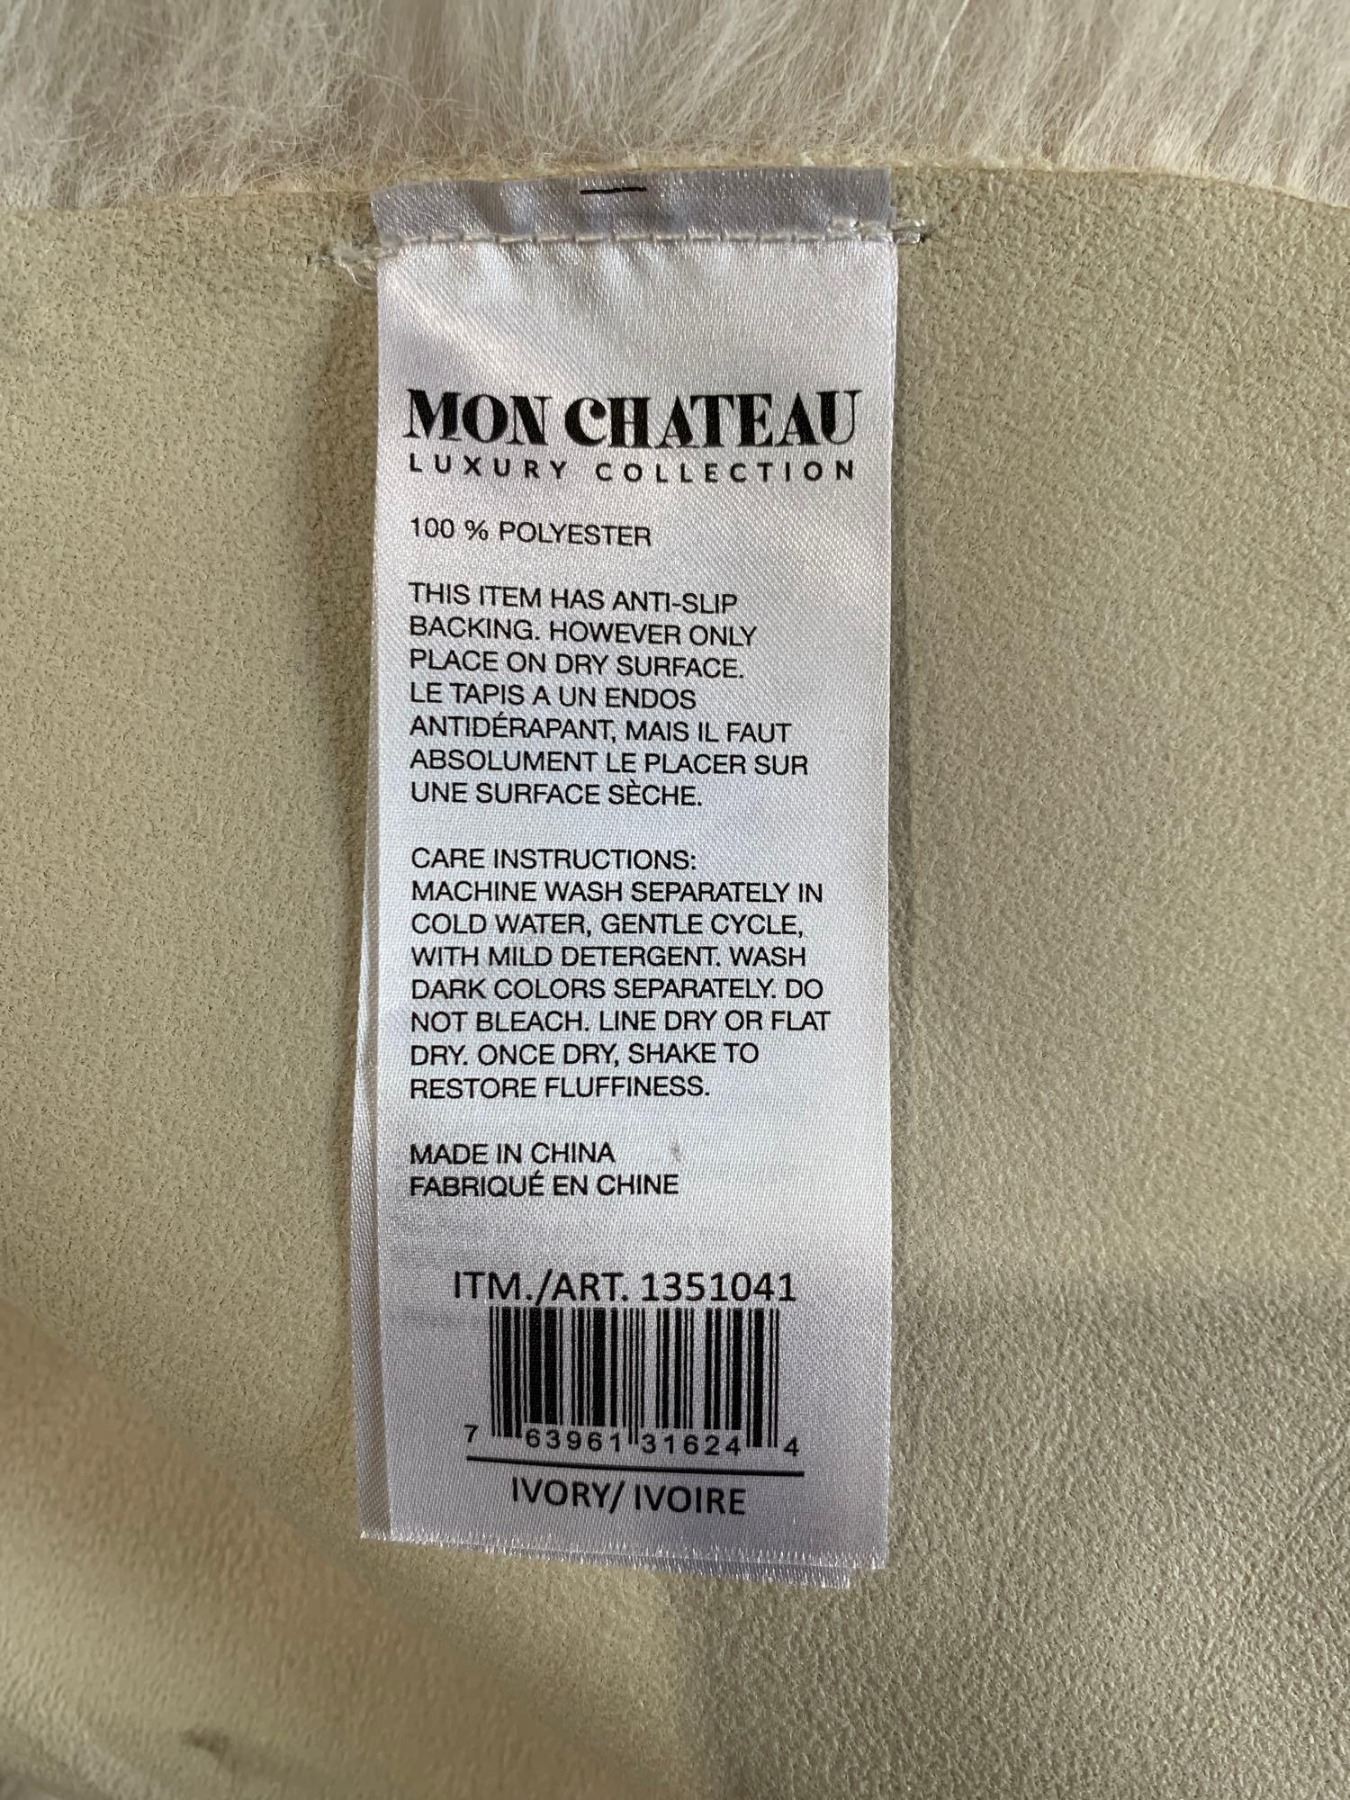 MON CHATEAU
LUXURY COLLECTION
100 % POLYESTER
THIS ITEM HAS ANTI-SLIP
BACKING. HOWEVER ONLY
PLACE ON DRY SURFACE.
LE TAPIS A UN ENDOS
ANTIDÉRAPANT, MAIS IL FAUT
ABSOLUMENT LE PLACER SUR
UNE SURFACE SÈCHE.
CARE INSTRUCTIONS:
MACHINE WASH SEPARATELY IN
COLD WATER, GENTLE CYCLE,
WITH MILD DETERGENT. WASH
DARK COLORS SEPARATELY. DO
NOT BLEACH. LINE DRY OR FLAT
DRY. ONCE DRY, SHAKE TO
RESTORE FLUFFINESS.
MADE IN CHINA
FABRIQUÉ EN CHINE
ITM./ART. 1351041
7 63961 31624 4
IVORY/ IVOIRE